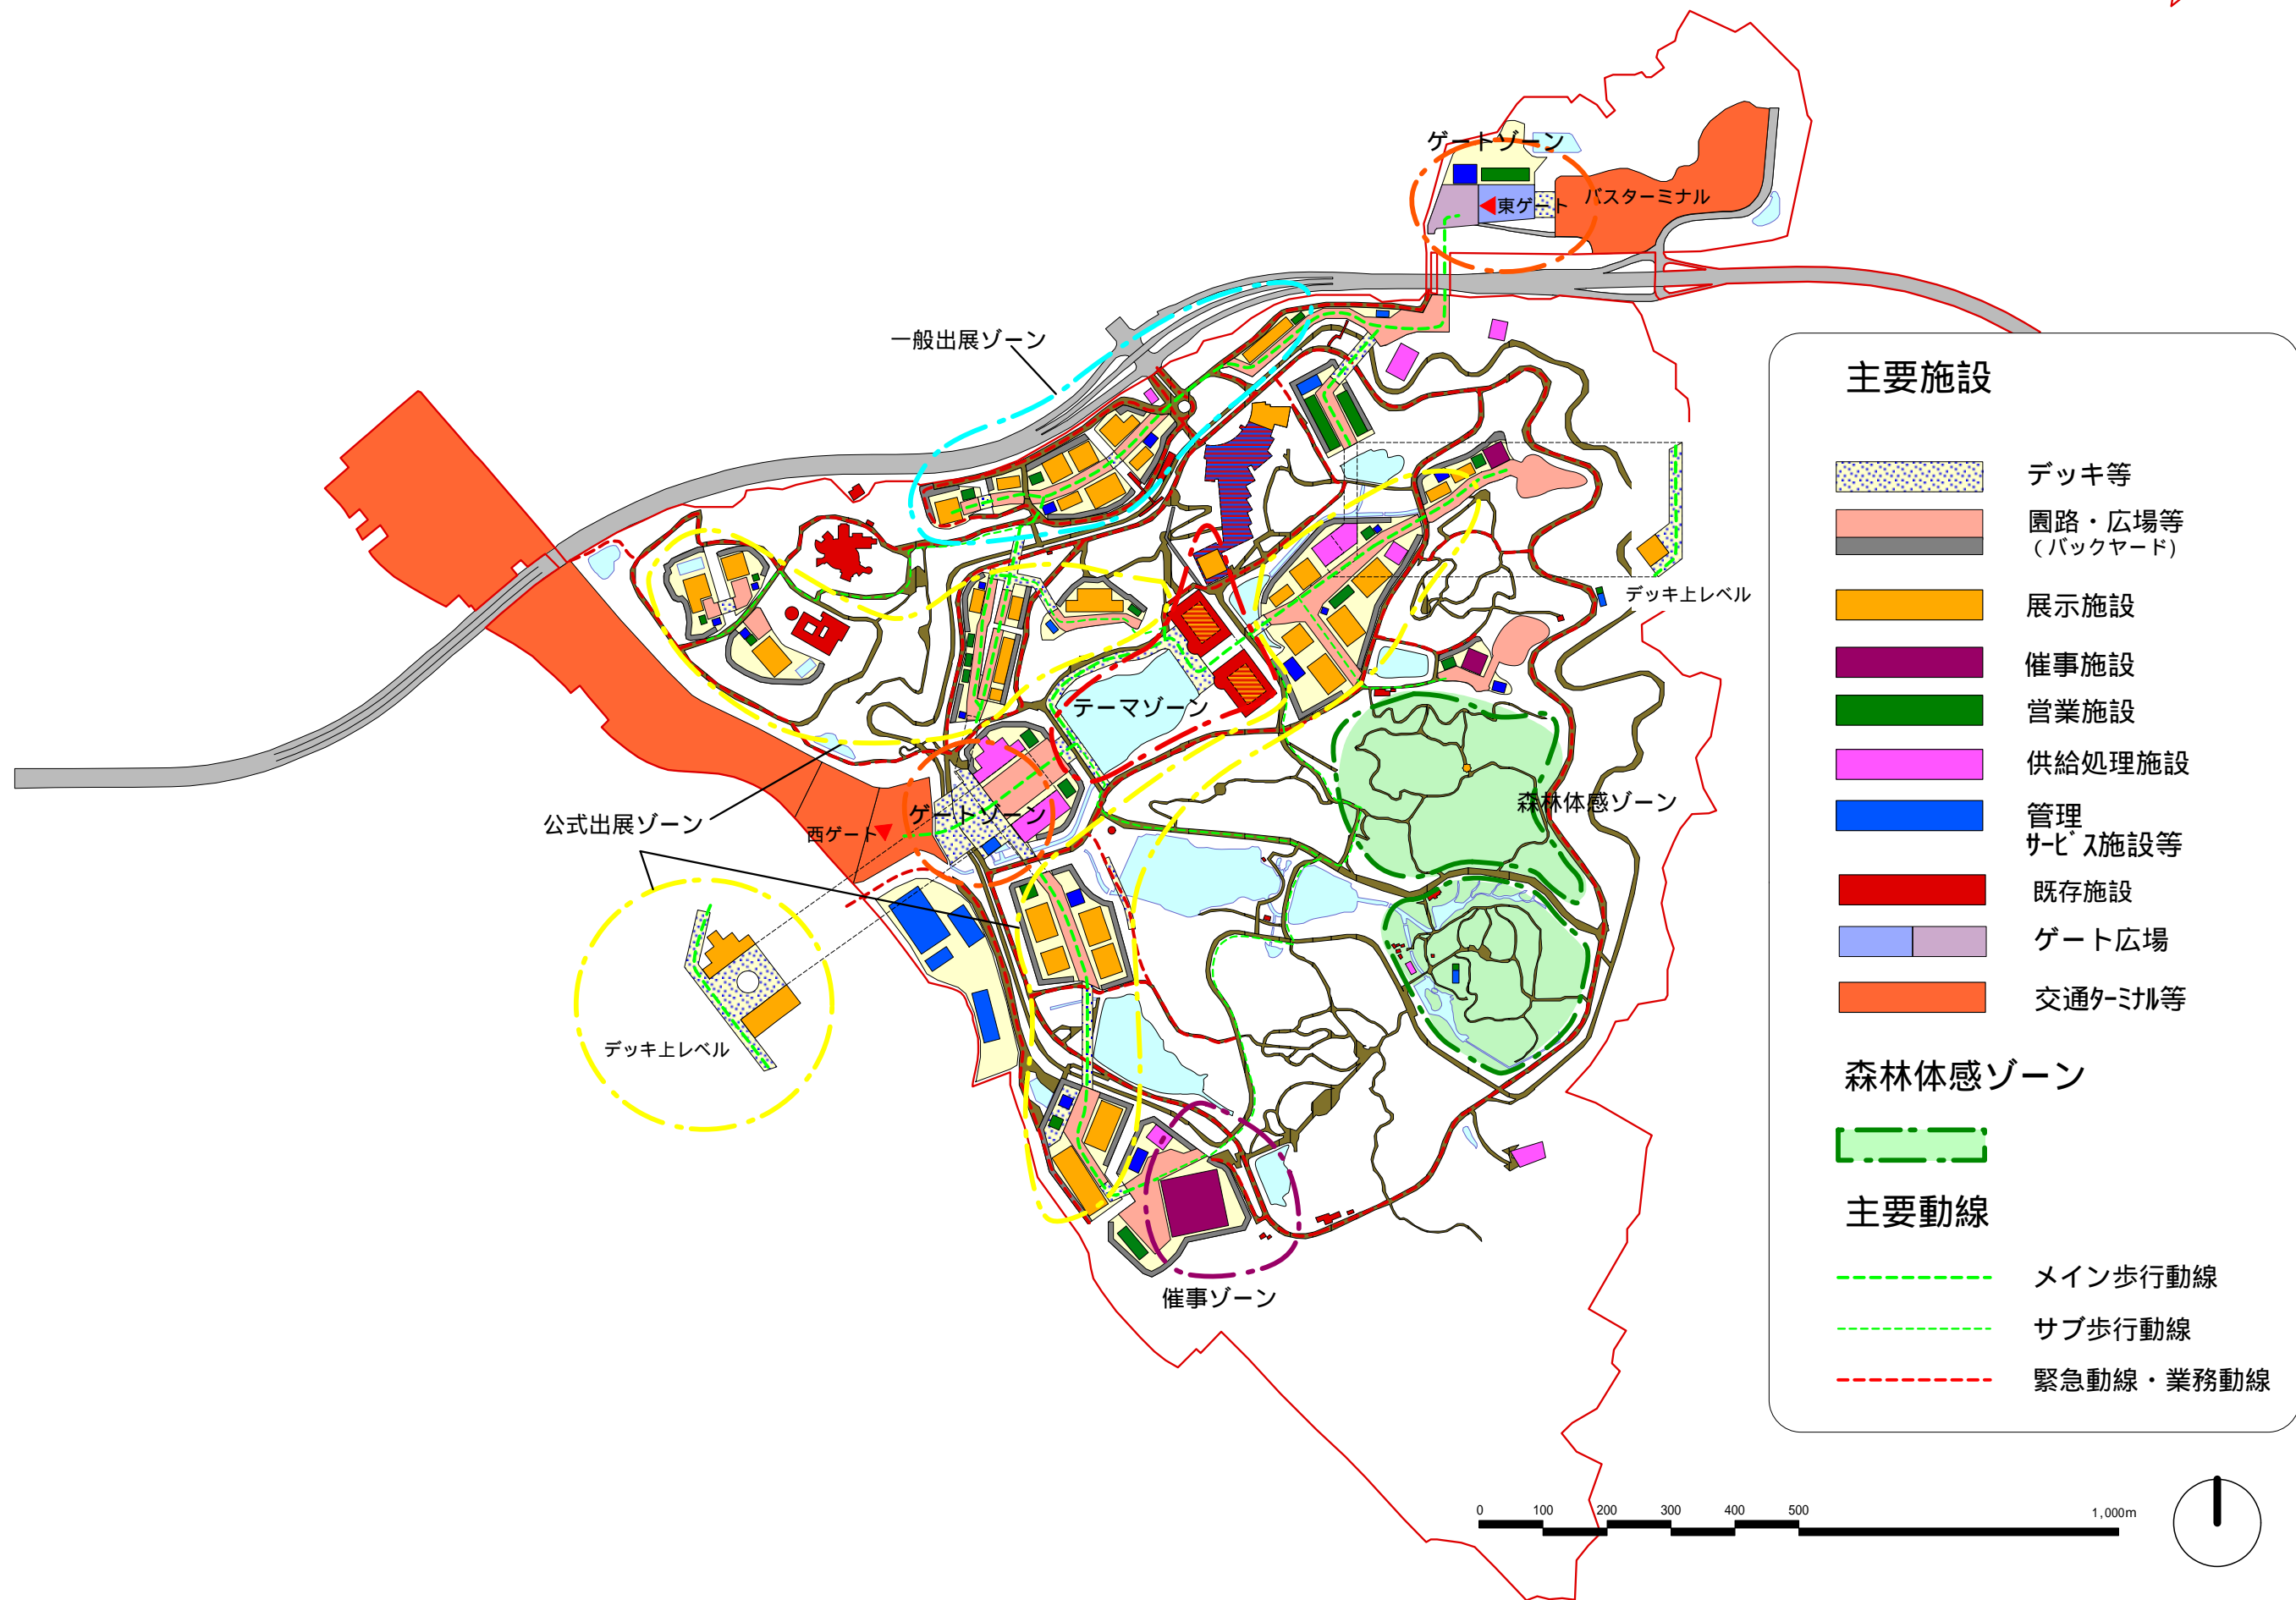 ゲートゾーン
東ゲート
バスターミナル
一般出展ゾーン
デッキ上レベル
テーマゾーン
森林体感ゾーン
ゲートゾーン
西ゲート
公式出展ゾーン
デッキ上レベル
催事ゾーン
主要施設
デッキ等
園路・広場等
(バックヤード)
展示施設
催事施設
営業施設
供給処理施設
管理
ｻｰﾋﾞｽ施設等
既存施設
ゲート広場
交通ﾀｰﾐﾅﾙ等
森林体感ゾーン
主要動線
メイン歩行動線
サブ歩行動線
緊急動線・業務動線
0 100 200 300 400 500 1,000m